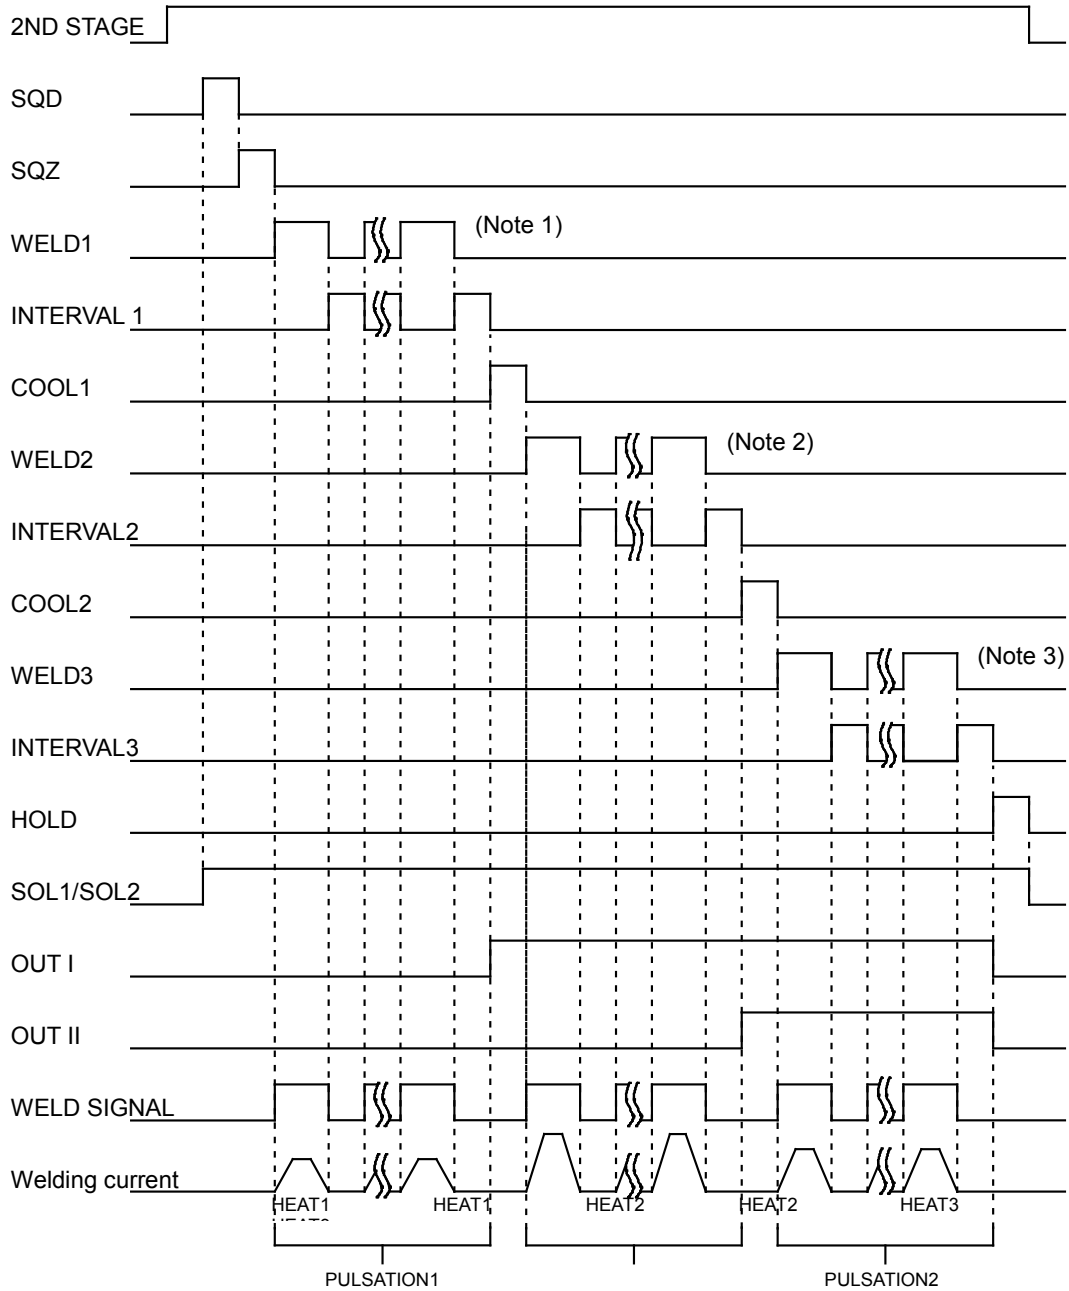 2ND STAGE
SQD
SQZ
WELD1
(Note 1)
INTERVAL 1
COOL1
WELD2
(Note 2)
INTERVAL2
COOL2
WELD3
(Note 3)
INTERVAL3
HOLD
SOL1/SOL2
OUT I
OUT II
WELD SIGNAL
Welding current
HEAT1 HEAT1 HEAT2 HEAT2 HEAT3
PULSATION1 PULSATION2